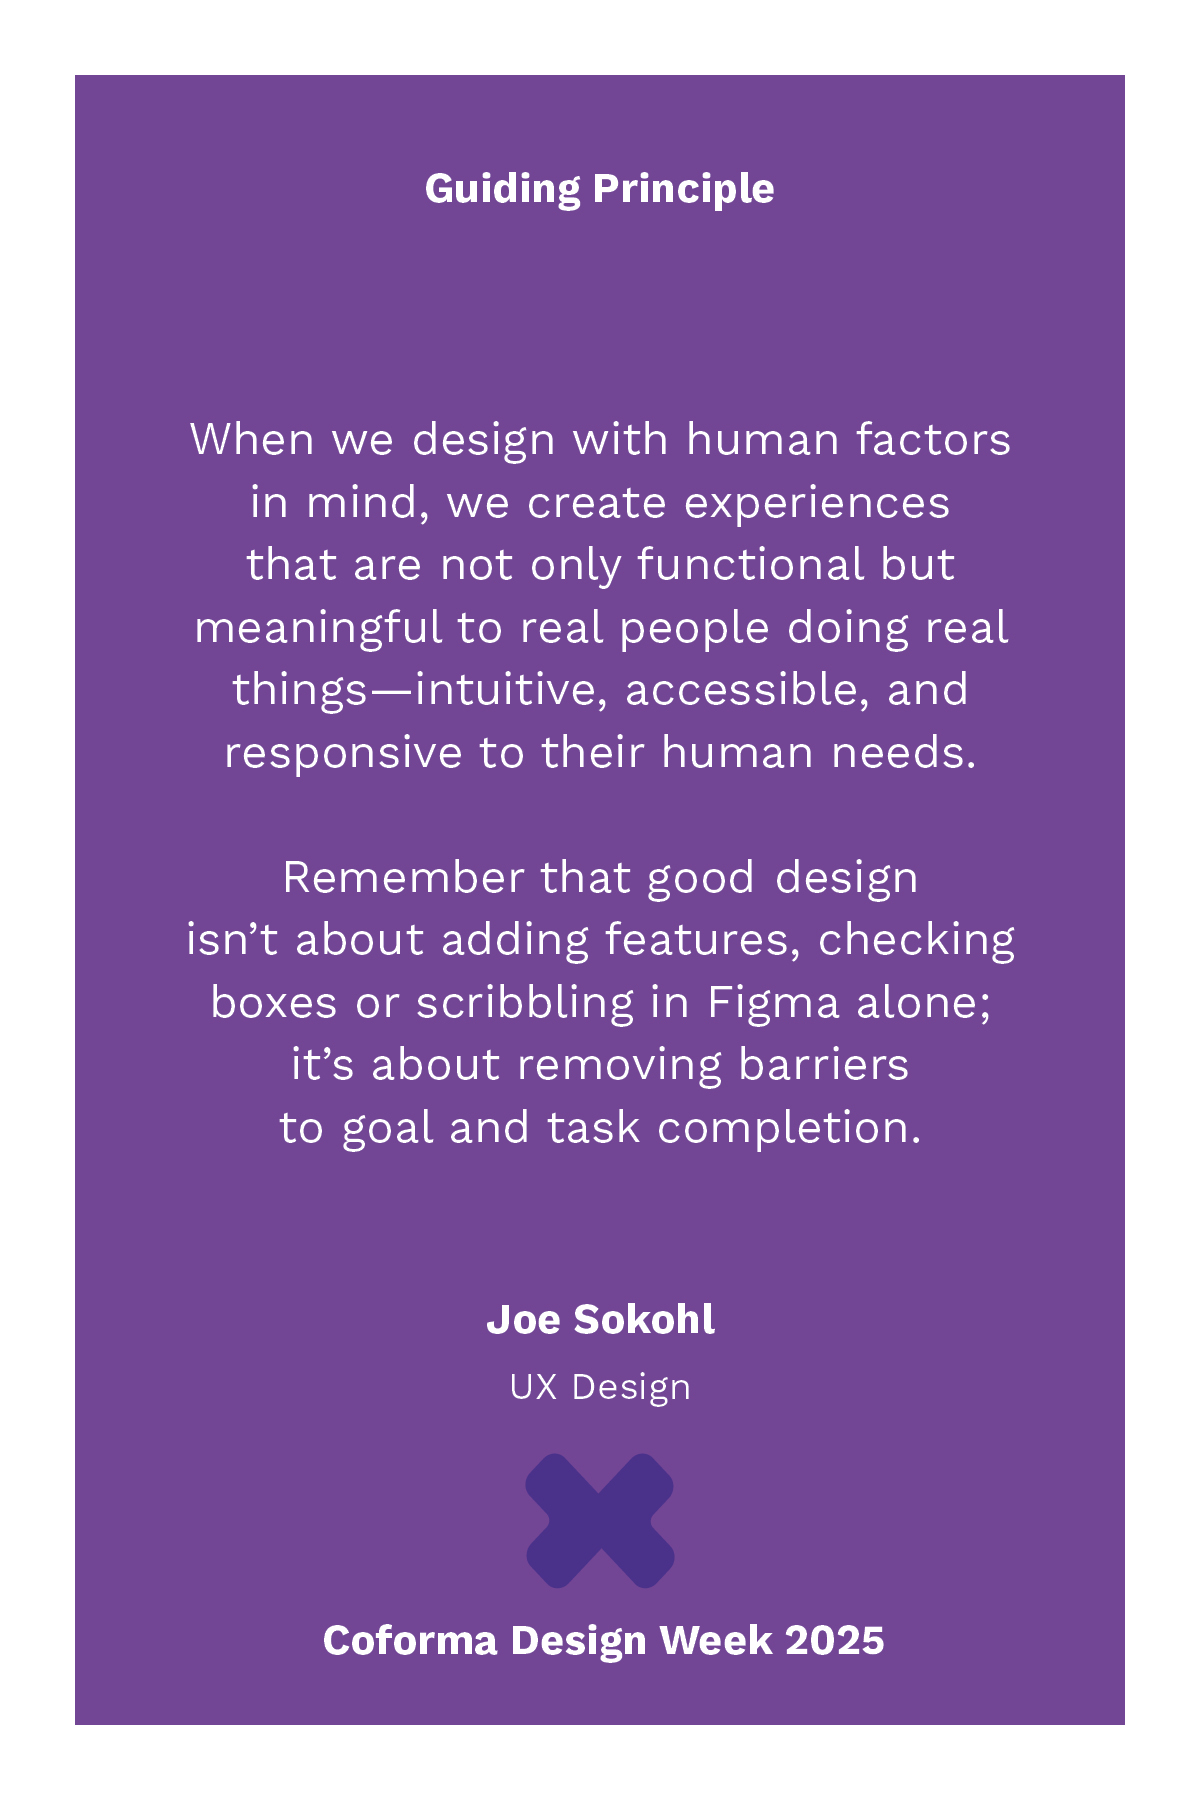 Guiding Principle
When we design with human factors
in mind, we create experiences
that are not only functional but
meaningful to real people doing real
things—intuitive, accessible, and
responsive to their human needs.
Remember that good design
isn’t about adding features, checking
boxes or scribbling in Figma alone;
it’s about removing barriers
to goal and task completion.
Joe Sokohl
UX Design
Coforma Design Week 2025